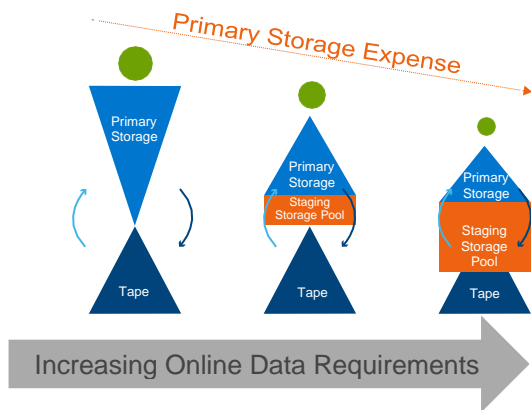 Primary Storage Expense
Primary
Storage
Tape
Primary
Storage
Staging
Storage Pool
Tape
Primary
Storage
Staging
Storage
Pool
Tape
Increasing Online Data Requirements